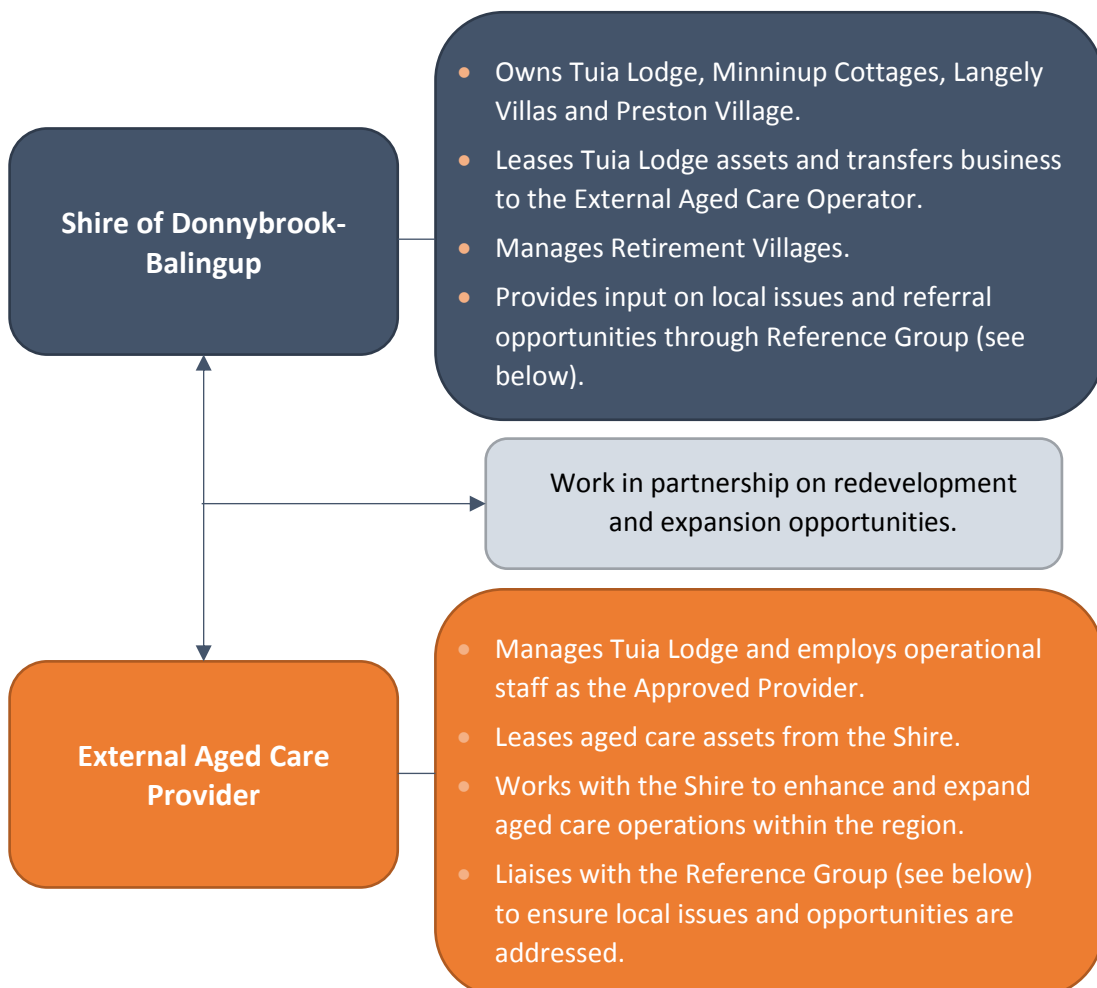 Shire of Donnybrook-
Balingup
• Owns Tuia Lodge, Minninup Cottages, Langely
Villas and Preston Village.
• Leases Tuia Lodge assets and transfers business
to the External Aged Care Operator.
• Manages Retirement Villages.
• Provides input on local issues and referral
opportunities through Reference Group (see
below).
Work in partnership on redevelopment
and expansion opportunities.
External Aged Care
Provider
• Manages Tuia Lodge and employs operational
staff as the Approved Provider.
• Leases aged care assets from the Shire.
• Works with the Shire to enhance and expand
aged care operations within the region.
• Liaises with the Reference Group (see below)
to ensure local issues and opportunities are
addressed.